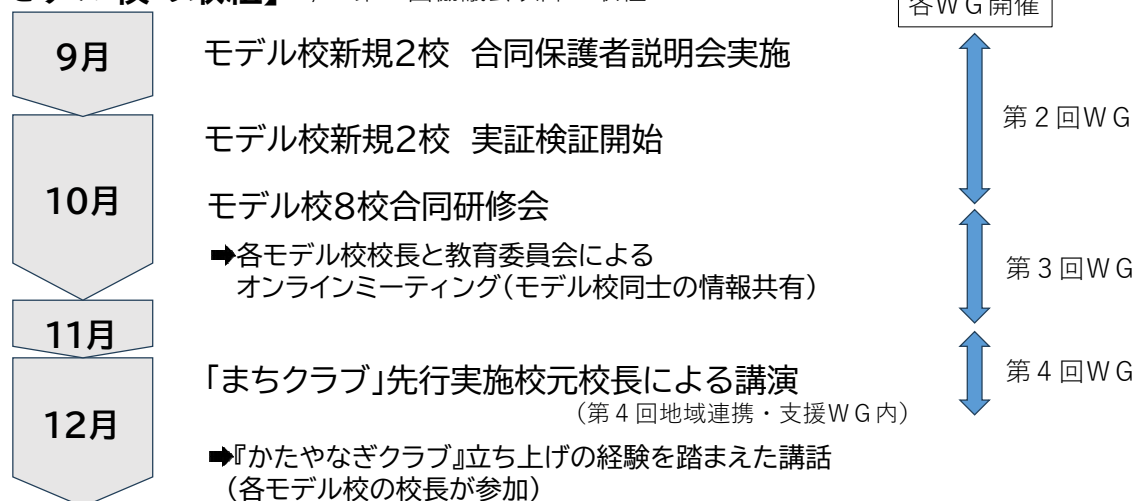 各WG開催
9月
モデル校新規2校 合同保護者説明会実施
第2回WG
モデル校新規2校 実証検証開始
10月
モデル校8校合同研修会
➡各モデル校校長と教育委員会による
オンラインミーティング(モデル校同士の情報共有)
第3回WG
11月
「まちクラブ」先行実施校元校長による講演
第4回WG
(第4回地域連携・支援WG内)
12月
➡『かたやなぎクラブ』立ち上げの経験を踏まえた講話
(各モデル校の校長が参加)